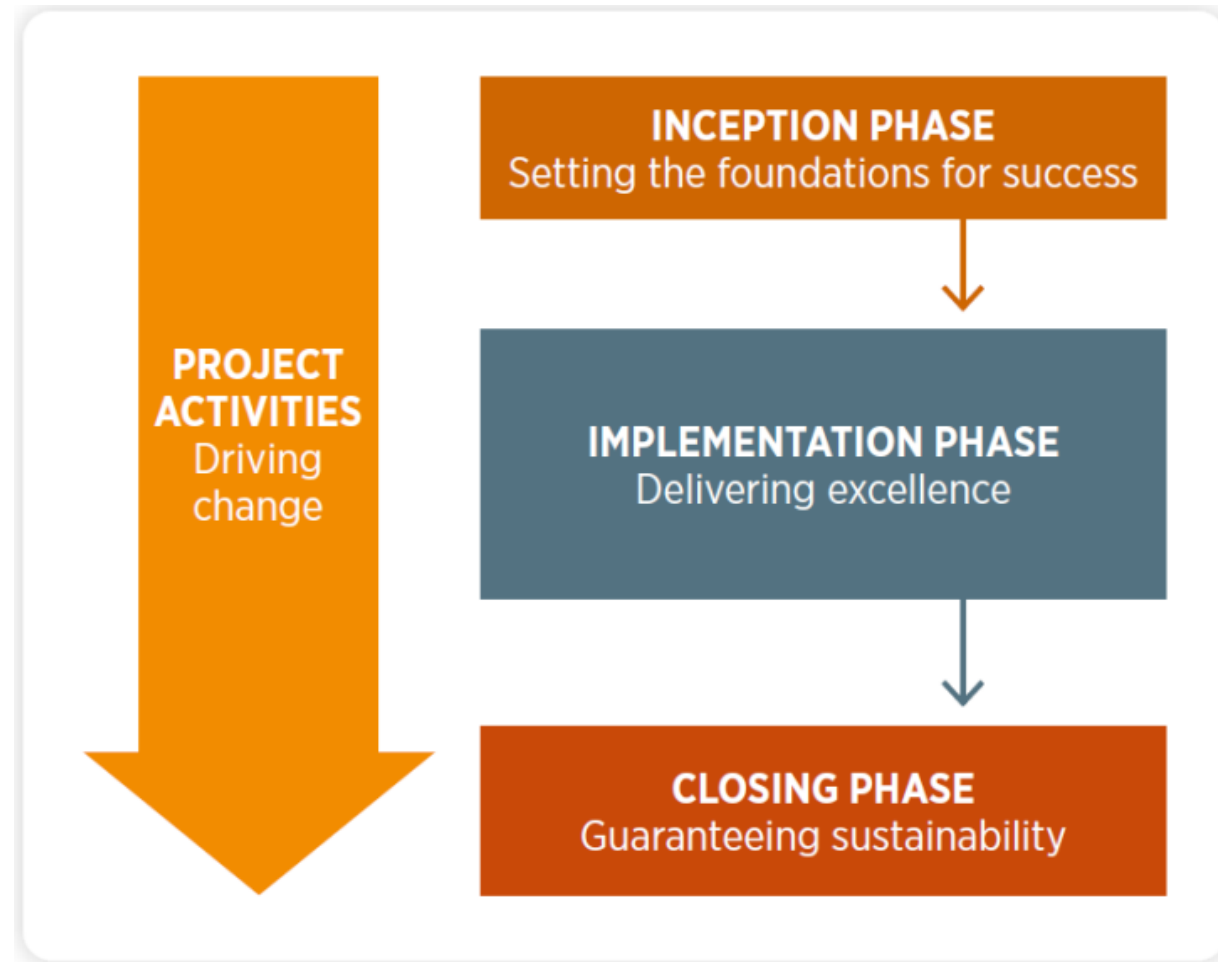 PROJECT
ACTIVITIES
Driving
change
INCEPTION PHASE
Setting the foundations for success
IMPLEMENTATION PHASE
Delivering excellence
CLOSING PHASE
Guaranteeing sustainability